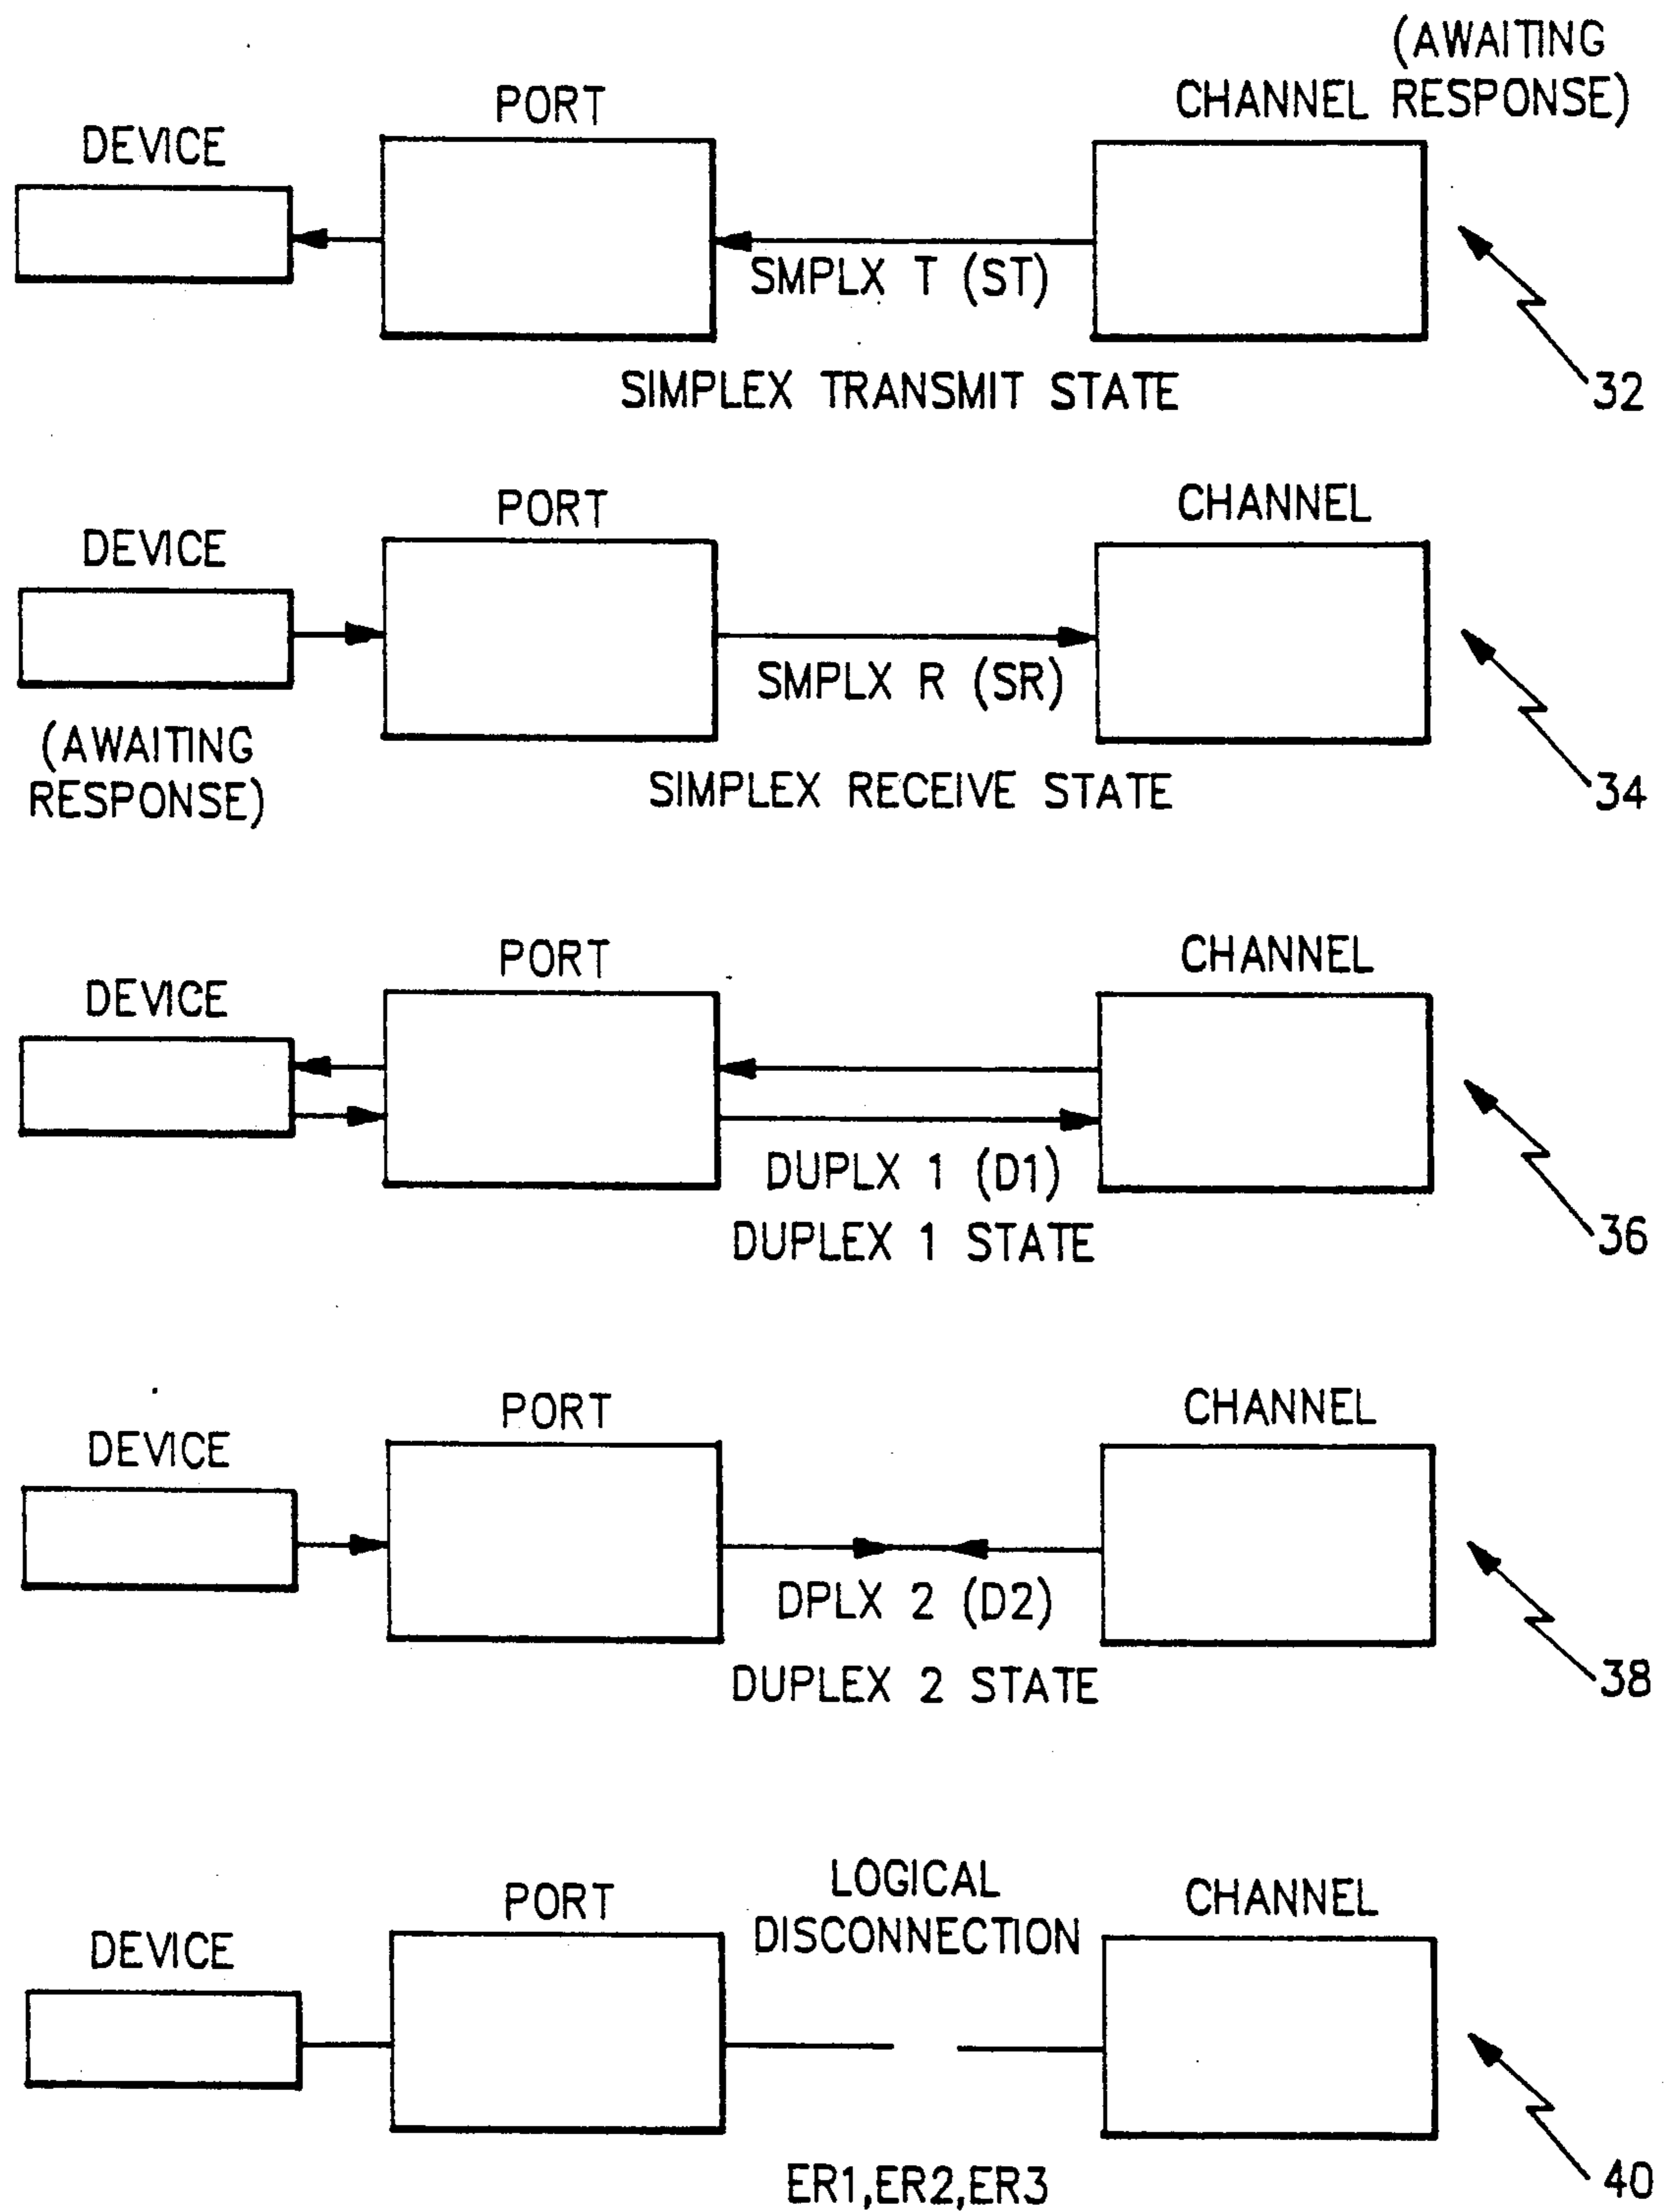 (AWAITING
CHANNEL RESPONSE)
PORT
DEVICE
SMPLX T (ST)
SIMPLEX TRANSMIT STATE
32
CHANNEL
PORT
DEVICE
SMPLX R (SR)
(AWAITING
RESPONSE)
SIMPLEX RECEIVE STATE
34
CHANNEL
PORT
DEVICE
DUPLX 1 (D1)
DUPLEX 1 STATE
36
CHANNEL
PORT
DEVICE
DPLX 2 (D2)
DUPLEX 2 STATE
38
LOGICAL
DISCONNECTION
CHANNEL
PORT
DEVICE
ER1,ER2,ER3
40